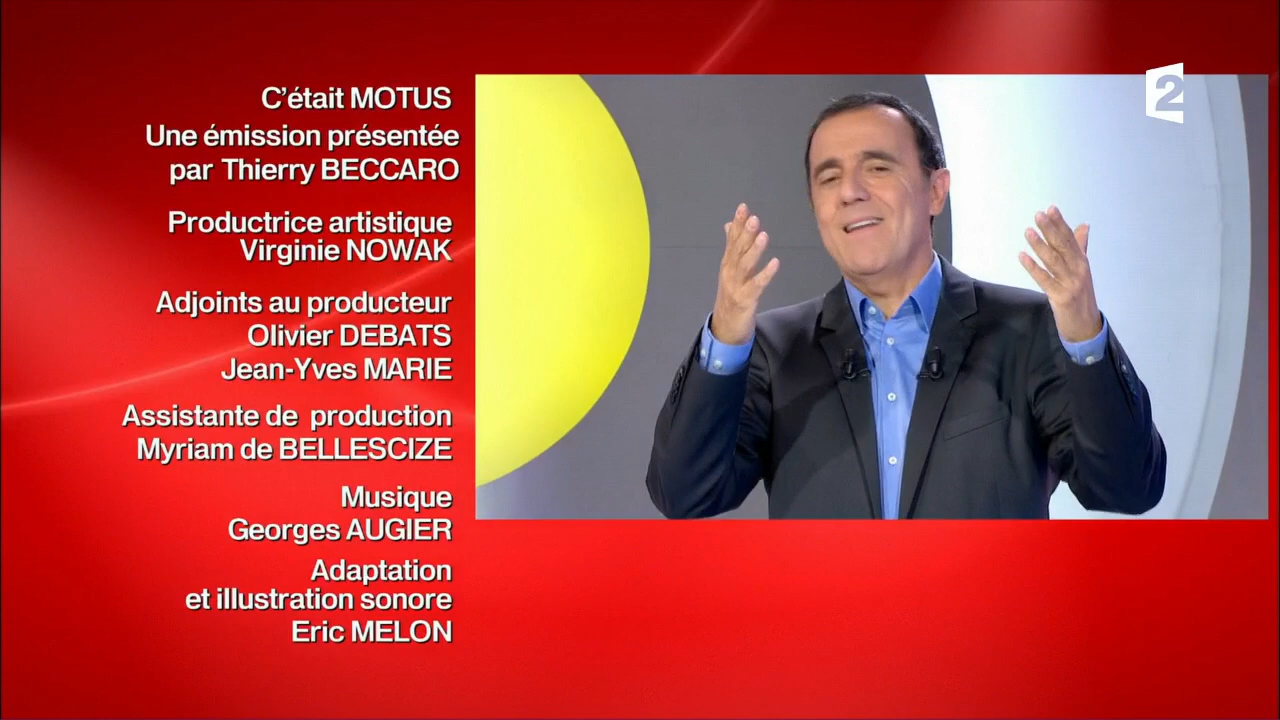 C'était MOTUS
Une émission présentée
par Thierry BECCARO
Productrice artistique
Virginie NOWAK
Adjoints au producteur
Olivier DEBATS
Jean-Yves MARIE
Assistante de production
Myriam de BELLESCIZE
Musique
Georges AUGIER
Adaptation
et illustration sonore
Eric MELON
2